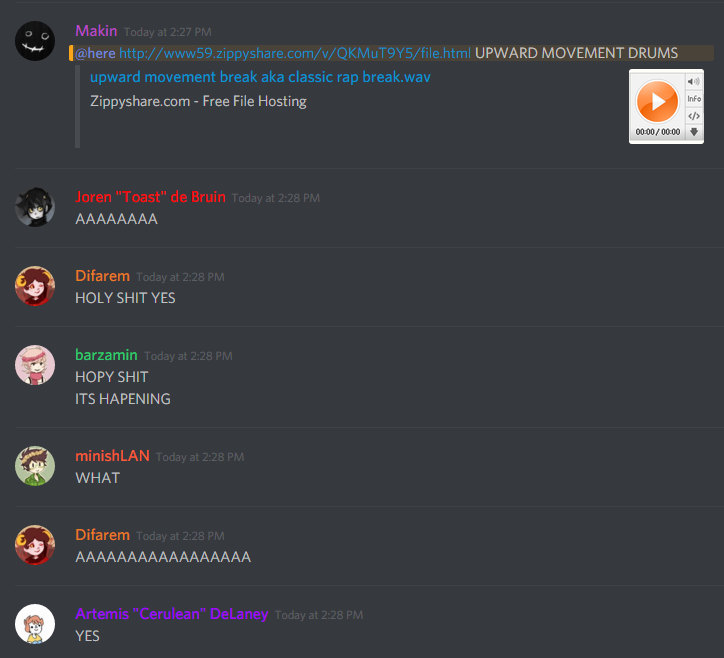 Makin Today at 2:27 PM
@here http://www59.zippyshare.com/v/QKMuT9Y5/file.html UPWARD MOVEMENT DRUMS
upward movement break aka classic rap break.wav
Zippyshare.com - Free File Hosting
Info
</>
00:00 / 00:00
Joren "Toast" de Bruin Today at 2:28 PM
AAAAAAAA
Difarem Today at 2:28 PM
HOLY SHIT YES
barzamin Today at 2:28 PM
HOPY SHIT
ITS HAPENING
minishLAN Today at 2:28 PM
WHAT
Difarem Today at 2:28 PM
AAAAAAAAAAAAAAAAA
Artemis "Cerulean" DeLaney Today at 2:28 PM
YES